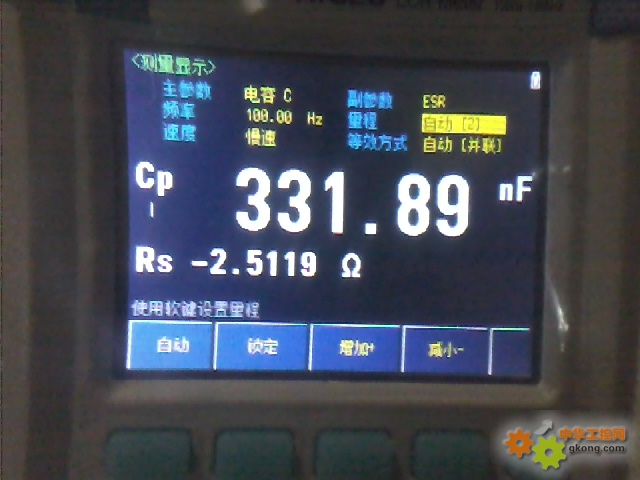 <测量显示>
主参数 电容 C 副参数 ESR
频率 100.00 Hz 量程 自动 [2]
速度 慢速 等效方式 自动 [并联]
Cp 331.89 nF
Rs -2.5119 Ω
使用软键设置量程
自动 锁定 增加+ 减小-
中华工控网
gkong.com